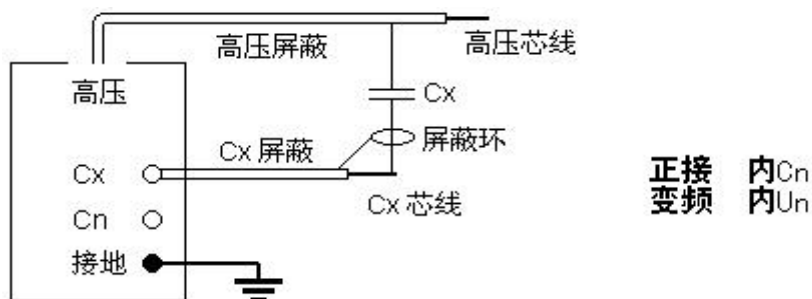 高压屏蔽
高压芯线
高压
Cx
屏蔽环
Cx 屏蔽
Cx
Cx 芯线
Cn
接地
正接 内Cn
变频 内Un